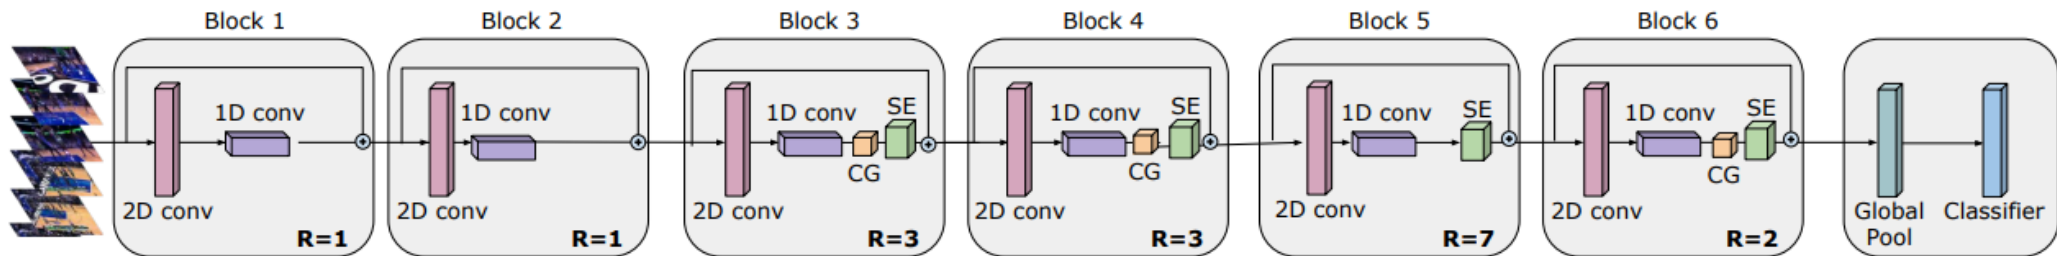 Block 1
Block 2
Block 3
Block 4
Block 5
Block 6
1D conv
2D conv
R=1
1D conv
2D conv
R=1
1D conv
SE
CG
2D conv
R=3
1D conv
SE
CG
2D conv
R=3
1D conv
SE
2D conv
R=7
1D conv
SE
CG
2D conv
R=2
Global
Pool
Classifier